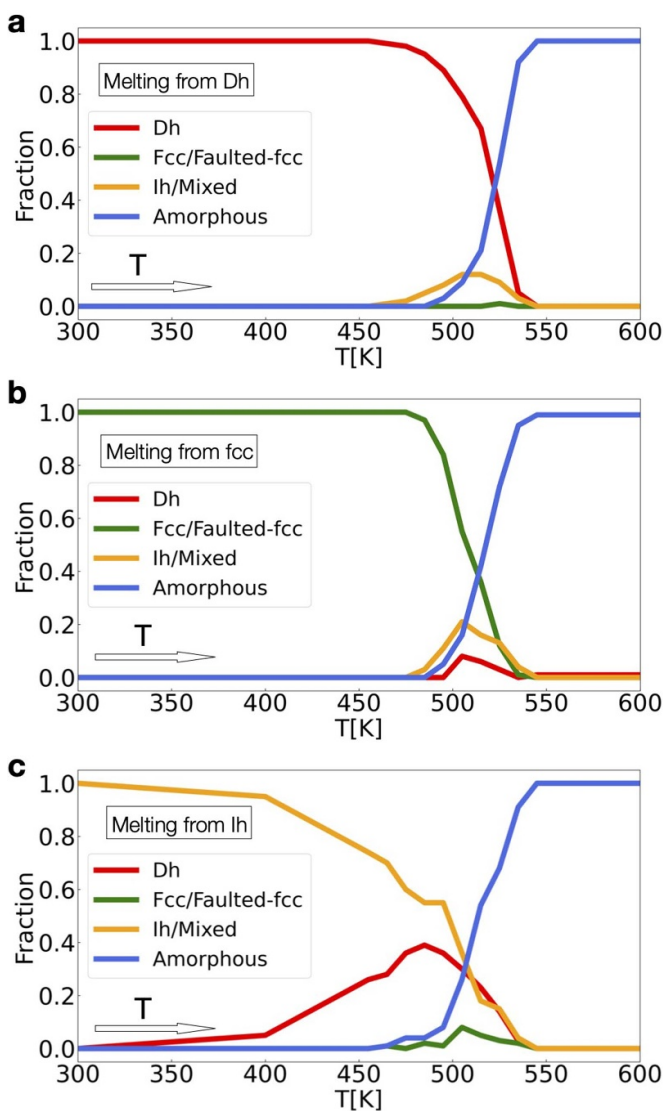 a
1.0
0.8
0.6
0.4
0.2
0.0
Fraction
Melting from Dh
Dh
Fcc/Faulted-fcc
Ih/Mixed
Amorphous
T
300 350 400 450 500 550 600
T[K]
b
1.0
0.8
0.6
0.4
0.2
0.0
Fraction
Melting from fcc
Dh
Fcc/Faulted-fcc
Ih/Mixed
Amorphous
T
300 350 400 450 500 550 600
T[K]
c
1.0
0.8
0.6
0.4
0.2
0.0
Fraction
Melting from Ih
Dh
Fcc/Faulted-fcc
Ih/Mixed
Amorphous
T
300 350 400 450 500 550 600
T[K]